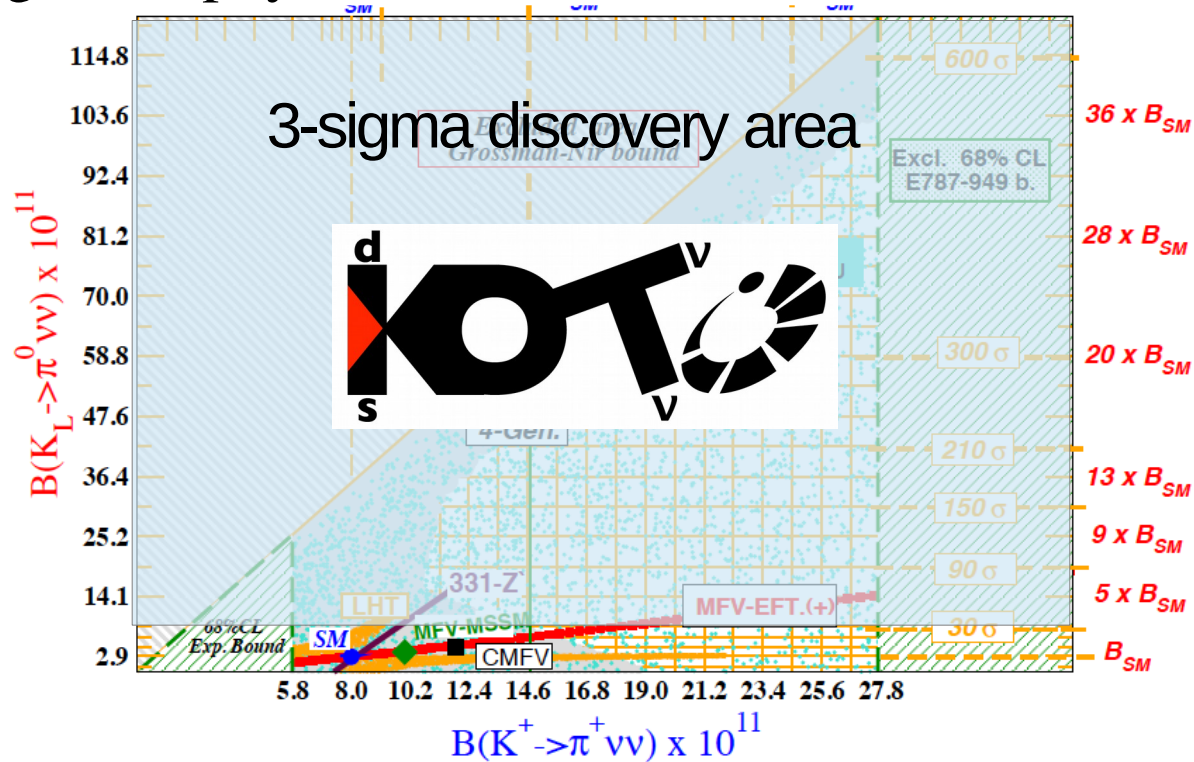 SM SM SM
3-sigma discovery area
Excluded area
Grossman-Nir bound
Excl. 68% CL
E787-949 b.
d
KOTO
s
ν
ν
4-Gen.
331-Z`
LHT
MFV-EFT.(+)
MFV-MSSM
SM
CMFV
68%CL
Exp. Bound
600 σ
300 σ
210 σ
150 σ
90 σ
30 σ
36 x B_SM
28 x B_SM
20 x B_SM
13 x B_SM
9 x B_SM
5 x B_SM
B_SM
114.8
103.6
92.4
81.2
70.0
58.8
47.6
36.4
25.2
14.1
2.9
B(K_L->π^0 νν) x 10^11
5.8 8.0 10.2 12.4 14.6 16.8 19.0 21.2 23.4 25.6 27.8
B(K^+->π^+νν) x 10^11